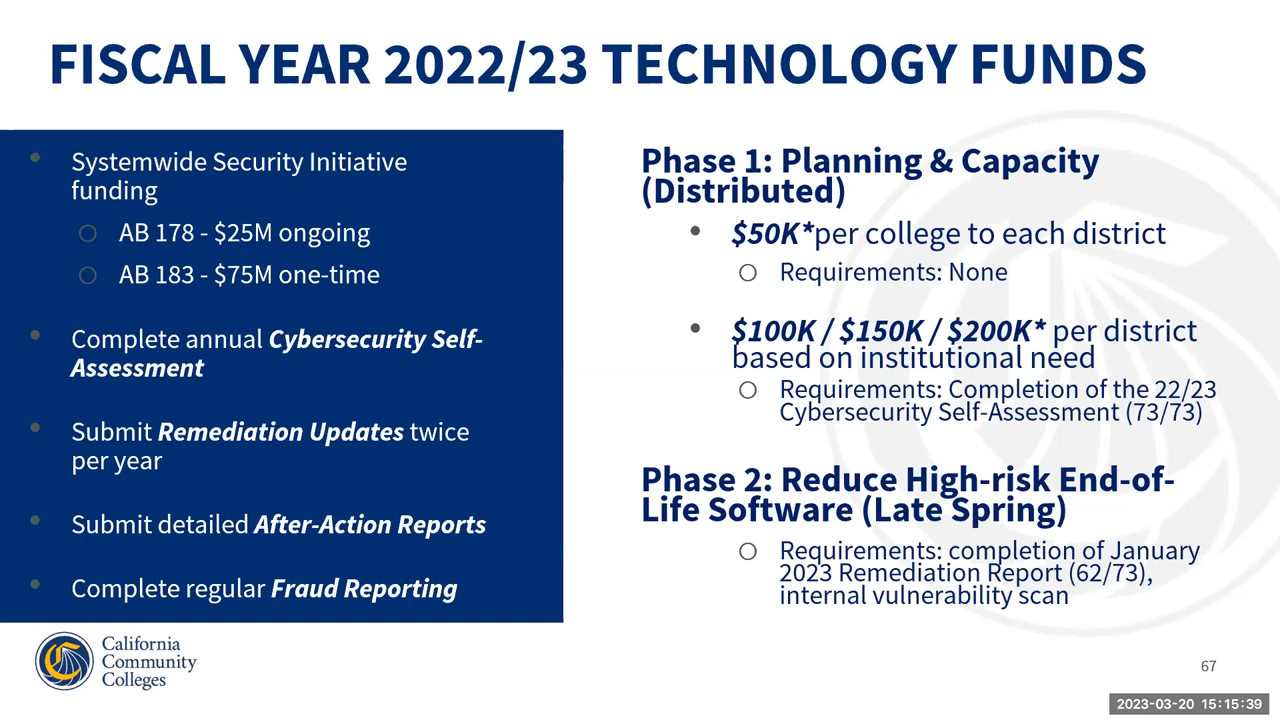 FISCAL YEAR 2022/23 TECHNOLOGY FUNDS
• Systemwide Security Initiative
funding
○ AB 178 - $25M ongoing
○ AB 183 - $75M one-time
• Complete annual Cybersecurity Self-
Assessment
• Submit Remediation Updates twice
per year
• Submit detailed After-Action Reports
• Complete regular Fraud Reporting
Phase 1: Planning & Capacity
(Distributed)
• $50K*per college to each district
○ Requirements: None
• $100K / $150K / $200K* per district
based on institutional need
○ Requirements: Completion of the 22/23
Cybersecurity Self-Assessment (73/73)
Phase 2: Reduce High-risk End-of-
Life Software (Late Spring)
○ Requirements: completion of January
2023 Remediation Report (62/73),
internal vulnerability scan
California
Community
Colleges
67
2023-03-20 15:15:39